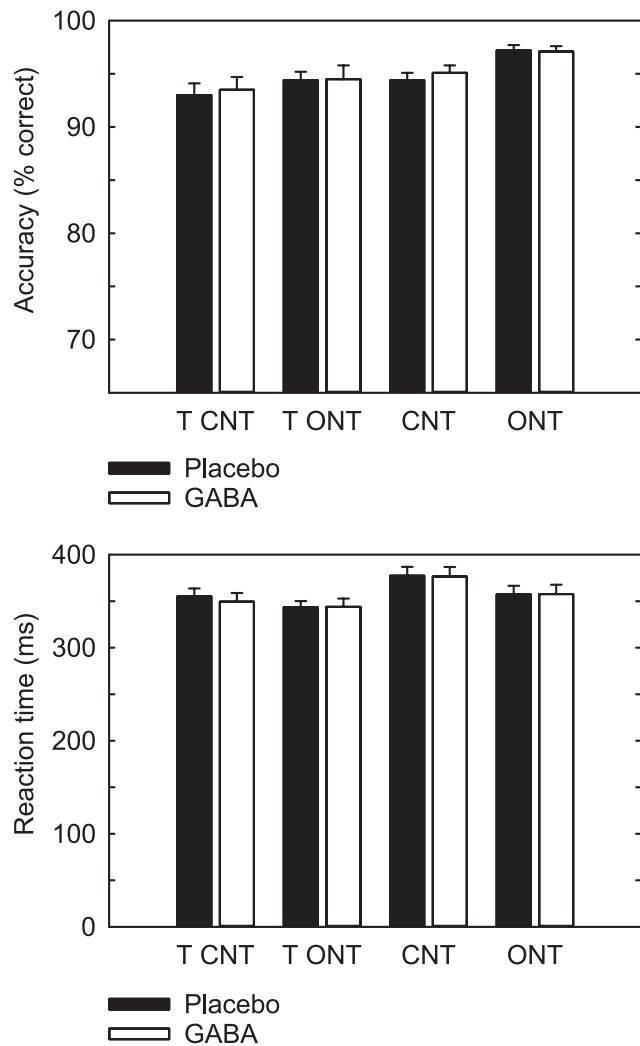 100
90
80
70
Accuracy (% correct)
T CNT T ONT CNT ONT
Placebo
GABA
400
300
200
100
0
Reaction time (ms)
T CNT T ONT CNT ONT
Placebo
GABA